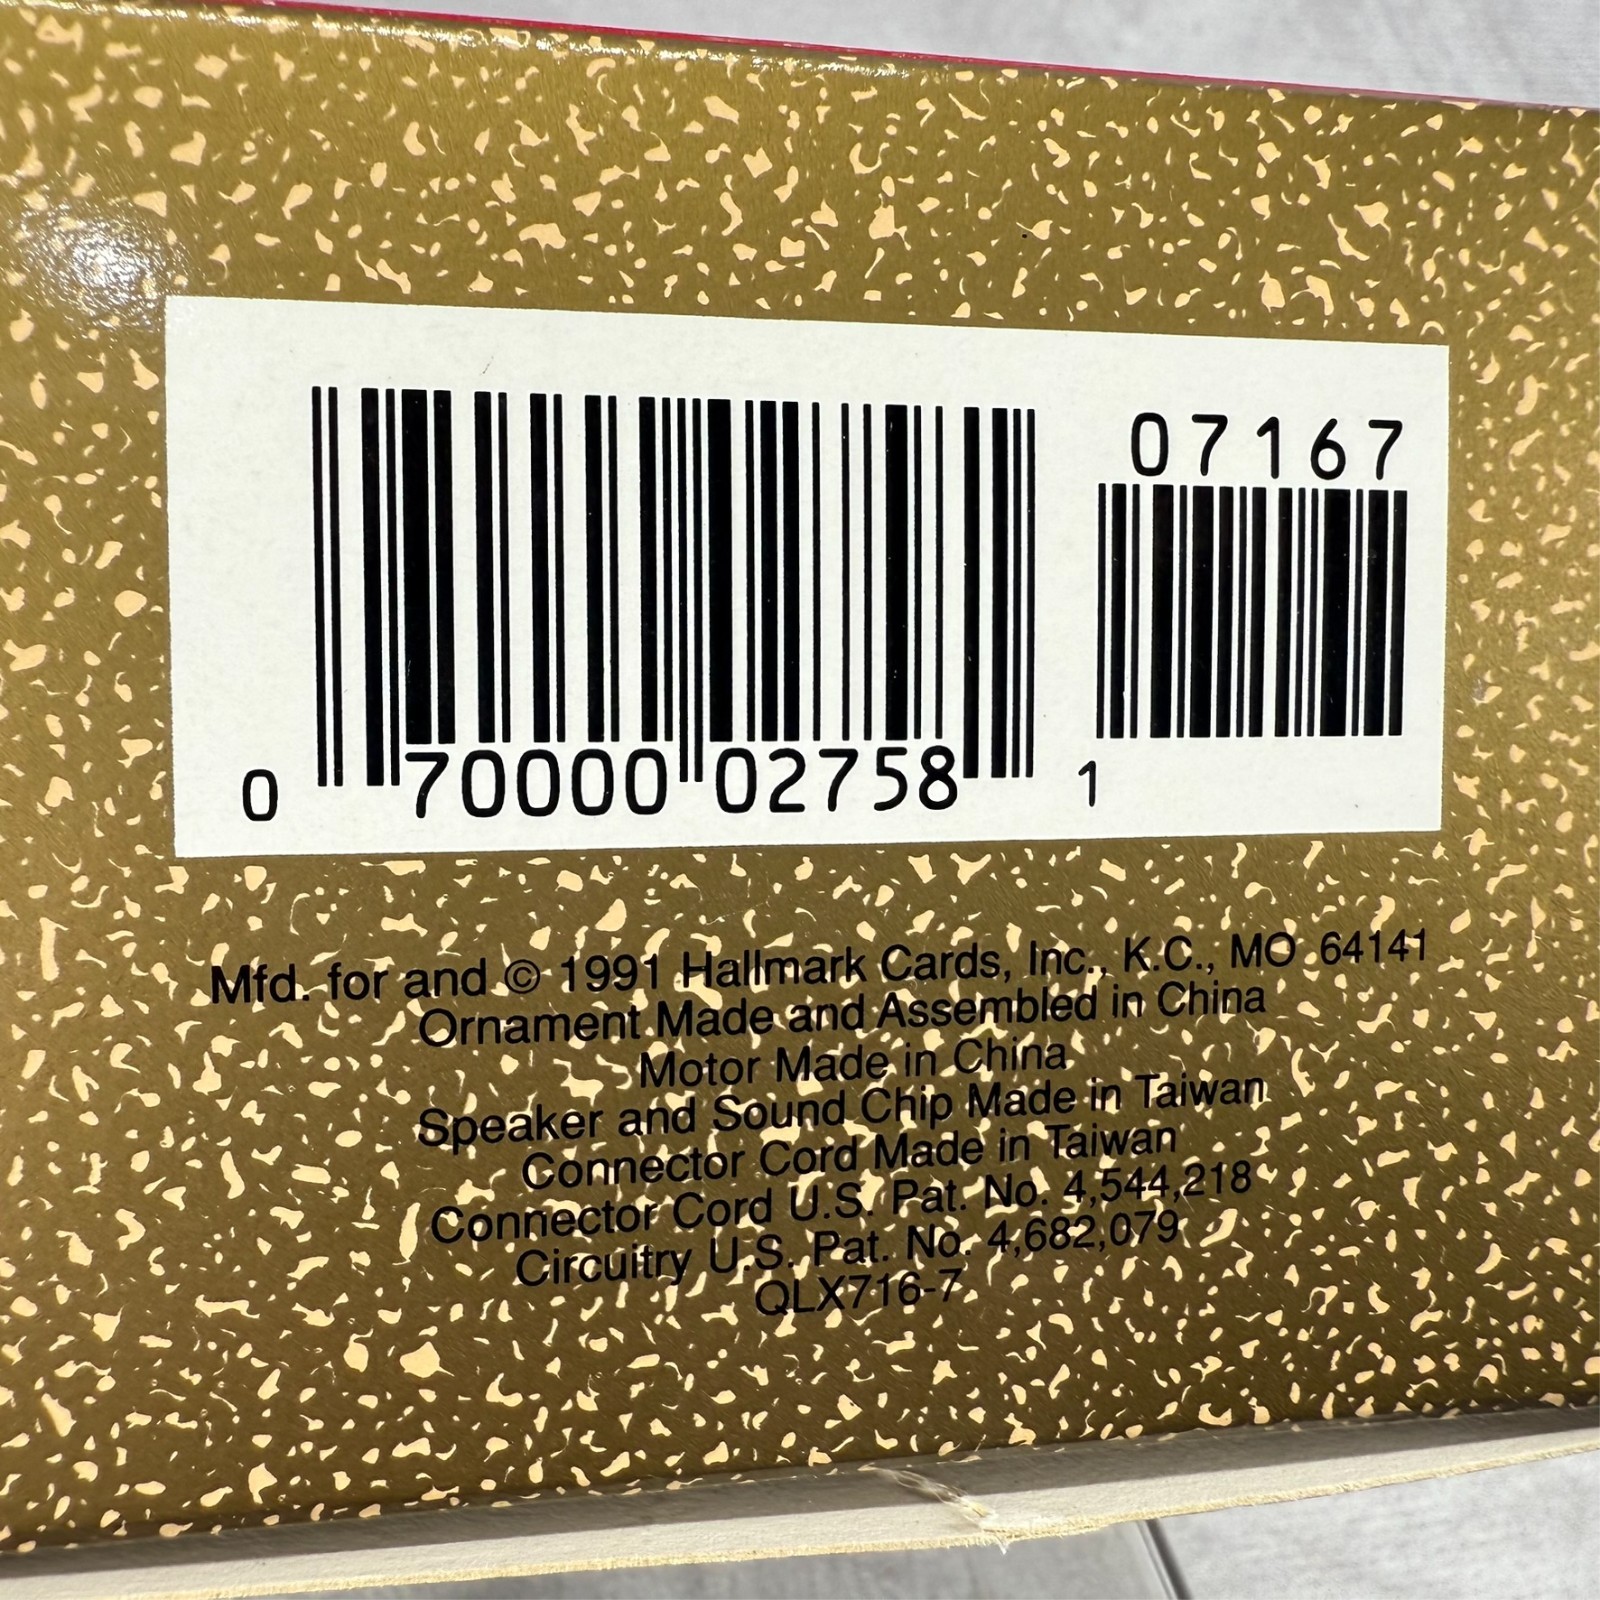 07167
0 70000 02758 1
Mfd. for and © 1991 Hallmark Cards, Inc., K.C., MO 64141
Ornament Made and Assembled in China
Motor Made in China
Speaker and Sound Chip Made in Taiwan
Connector Cord Made in Taiwan
Connector Cord U.S. Pat. No. 4,544,218
Circuitry U.S. Pat. No. 4,682,079
QLX716-7